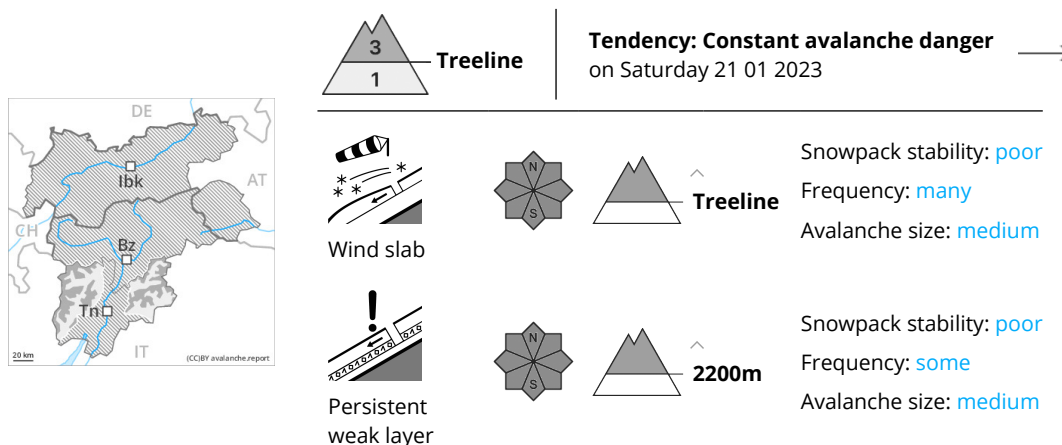 3
1
Treeline
Tendency: Constant avalanche danger
on Saturday 21 01 2023
DE
Ibk
AT
CH
Bz
Tn
IT
20 km
(CC)BY avalanche.report
Wind slab
N
S
Treeline
Snowpack stability: poor
Frequency: many
Avalanche size: medium
!
Persistent
weak layer
N
S
2200m
Snowpack stability: poor
Frequency: some
Avalanche size: medium